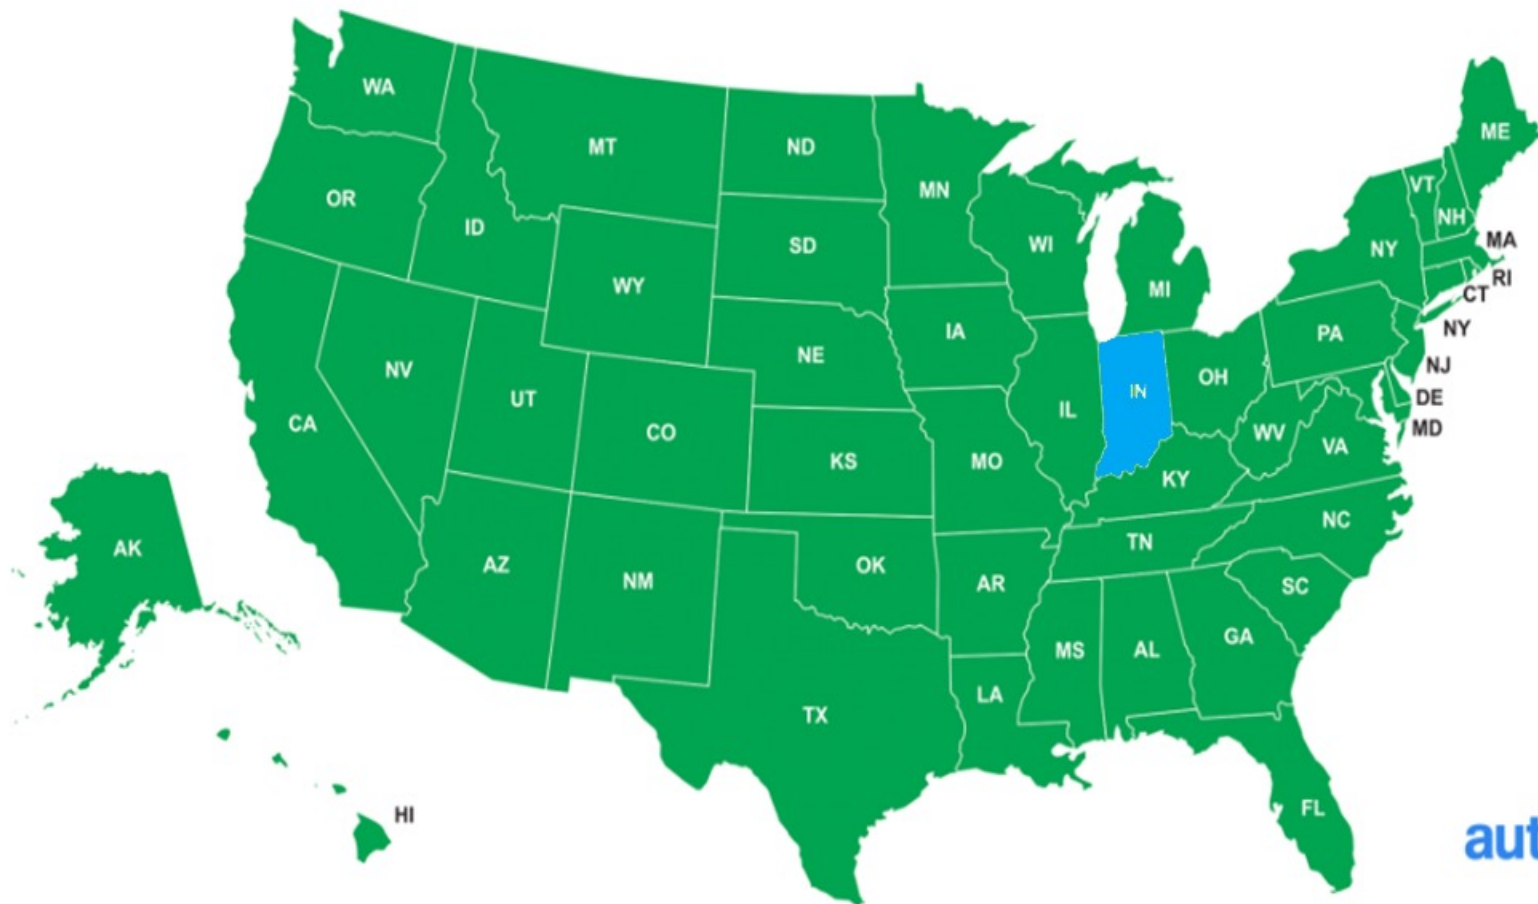 WA
MT
ND
MN
ME
OR
ID
SD
WI
VT
NH
MA
NY
WY
MI
RI
CT
IA
NY
PA
NE
NV
OH
NJ
UT
IN
DE
CA
CO
IL
WV
MD
KS
MO
VA
KY
NC
AK
TN
AZ
NM
OK
AR
SC
MS
AL
GA
LA
TX
HI
FL
aut